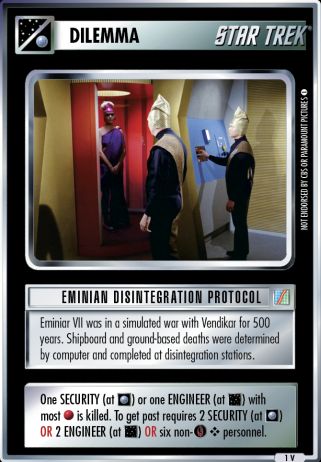 DILEMMA
STAR TREK®
NOT ENDORSED BY CBS OR PARAMOUNT PICTURES
EMINIAN DISINTEGRATION PROTOCOL
Eminiar VII was in a simulated war with Vendikar for 500
years. Shipboard and ground-based deaths were determined
by computer and completed at disintegration stations.
One SECURITY (at ) or one ENGINEER (at ) with
most is killed. To get past requires 2 SECURITY (at )
OR 2 ENGINEER (at ) OR six non- personnel.
1 V